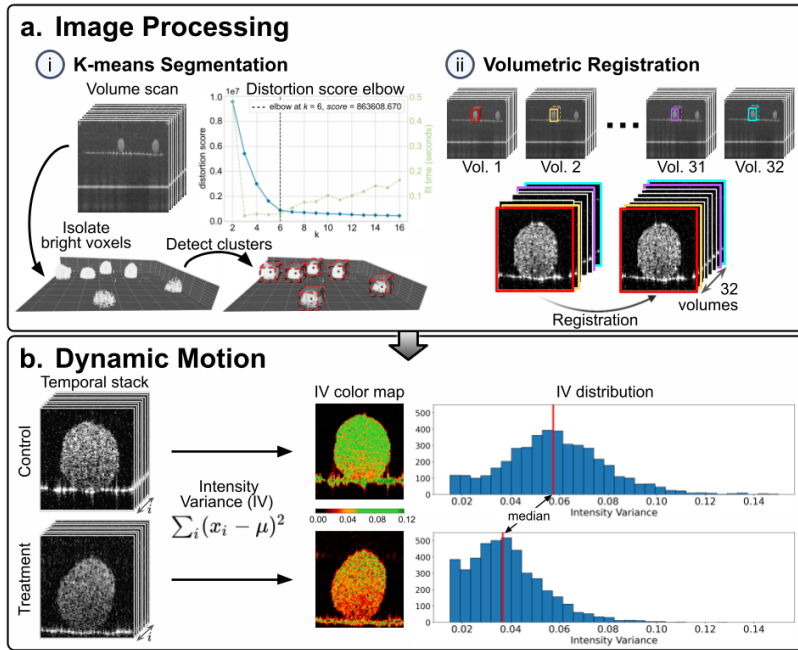 a. Image Processing
i K-means Segmentation
Volume scan
Distortion score elbow
1e7
elbow at k = 6, score = 863608.670
1.0
0.8
0.6
0.4
0.2
0.0
distortion score
0.5
0.4
0.3
0.2
0.1
fit time (seconds)
2 4 6 8 10 12 14 16
k
Isolate
bright voxels
Detect clusters
ii Volumetric Registration
Vol. 1
Vol. 2
Vol. 31
Vol. 32
32
volumes
Registration
b. Dynamic Motion
Temporal stack
Control
i
Treatment
i
Intensity
Variance (IV)
∑i(xi − μ)2
IV color map
0.00 0.04 0.08 0.12
IV distribution
500
400
300
200
100
0
0.02 0.04 0.06 0.08 0.10 0.12 0.14
Intensity Variance
median
500
400
300
200
100
0
0.02 0.04 0.06 0.08 0.10 0.12 0.14
Intensity Variance